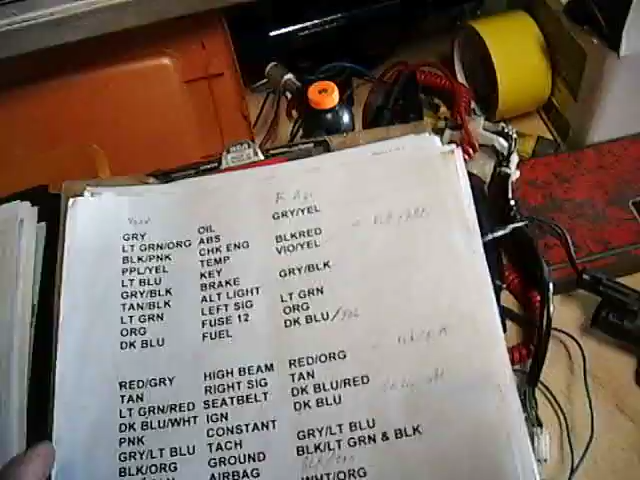 GRY OIL GRY/YEL
LT GRN/ORG ABS
BLK/PNK CHK ENG BLKRED
PPL/YEL TEMP VIO/YEL
LT BLU KEY
GRY/BLK BRAKE GRY/BLK
TAN/BLK ALT LIGHT
LT GRN LEFT SIG LT GRN
ORG FUSE 12 ORG
DK BLU FUEL DK BLU/YEL
RED/GRY HIGH BEAM RED/ORG
TAN RIGHT SIG TAN
LT GRN/RED SEATBELT DK BLU/RED
DK BLU/WHT IGN DK BLU
PNK CONSTANT
GRY/LT BLU TACH GRY/LT BLU
BLK/ORG GROUND BLK/LT GRN & BLK
AIRBAG WHT/ORG